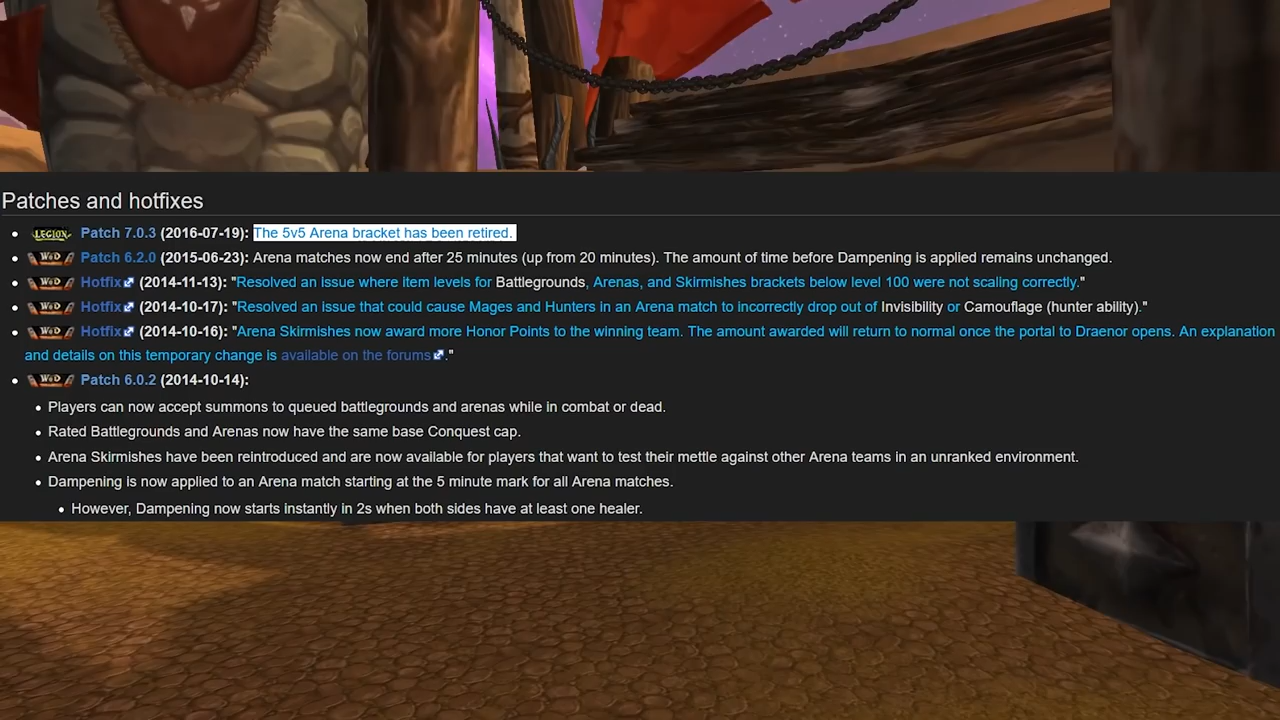 Patches and hotfixes
LEGION Patch 7.0.3 (2016-07-19): The 5v5 Arena bracket has been retired.
WoD Patch 6.2.0 (2015-06-23): Arena matches now end after 25 minutes (up from 20 minutes). The amount of time before Dampening is applied remains unchanged.
WoD Hotfix (2014-11-13): "Resolved an issue where item levels for Battlegrounds, Arenas, and Skirmishes brackets below level 100 were not scaling correctly."
WoD Hotfix (2014-10-17): "Resolved an issue that could cause Mages and Hunters in an Arena match to incorrectly drop out of Invisibility or Camouflage (hunter ability)."
WoD Hotfix (2014-10-16): "Arena Skirmishes now award more Honor Points to the winning team. The amount awarded will return to normal once the portal to Draenor opens. An explanation
and details on this temporary change is available on the forums."
WoD Patch 6.0.2 (2014-10-14):
Players can now accept summons to queued battlegrounds and arenas while in combat or dead.
Rated Battlegrounds and Arenas now have the same base Conquest cap.
Arena Skirmishes have been reintroduced and are now available for players that want to test their mettle against other Arena teams in an unranked environment.
Dampening is now applied to an Arena match starting at the 5 minute mark for all Arena matches.
However, Dampening now starts instantly in 2s when both sides have at least one healer.